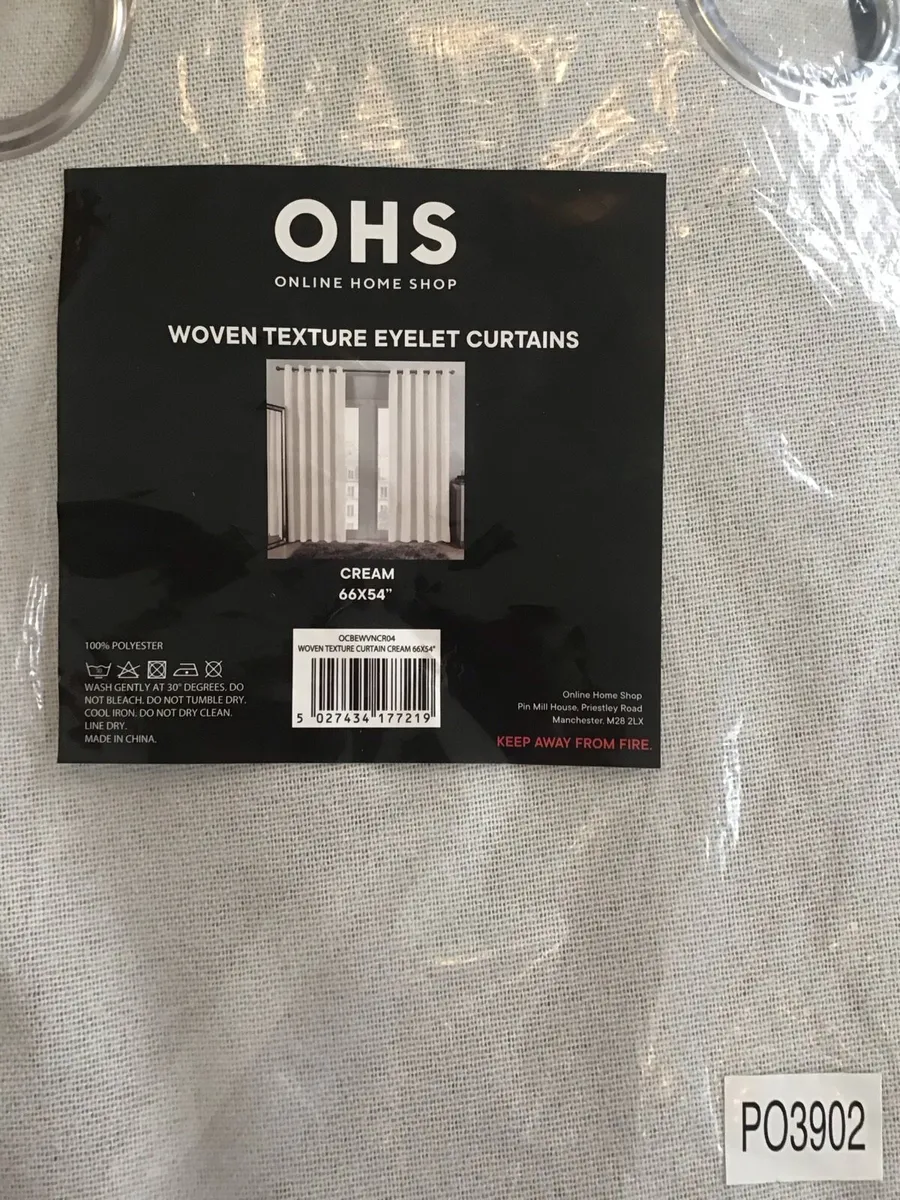 OHS
ONLINE HOME SHOP
WOVEN TEXTURE EYELET CURTAINS
CREAM
66X54”
100% POLYESTER
WASH GENTLY AT 30° DEGREES. DO
NOT BLEACH. DO NOT TUMBLE DRY.
COOL IRON. DO NOT DRY CLEAN.
LINE DRY.
MADE IN CHINA.
OCBEWVNCR04
WOVEN TEXTURE CURTAIN CREAM 66X54"
5 027434 177219
Online Home Shop
Pin Mill House, Priestley Road
Manchester. M28 2LX
KEEP AWAY FROM FIRE.
PO3902